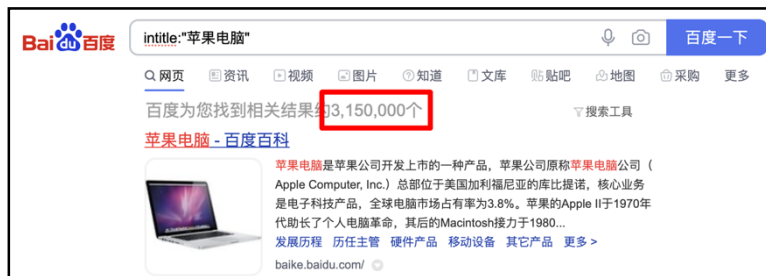 Bai du 百度 intitle:"苹果电脑" 百度一下
网页 资讯 视频 图片 知道 文库 贴吧 地图 采购 更多
百度为您找到相关结果约3,150,000个 搜索工具
苹果电脑 - 百度百科
苹果电脑是苹果公司开发上市的一种产品，苹果公司原称苹果电脑公司（
Apple Computer, Inc.）总部位于美国加利福尼亚的库比提诺，核心业务
是电子科技产品，全球电脑市场占有率为3.8%。苹果的Apple II于1970年
代助长了个人电脑革命，其后的Macintosh接力于1980...
发展历程 历任主管 硬件产品 移动设备 其它产品 更多 >
baike.baidu.com/